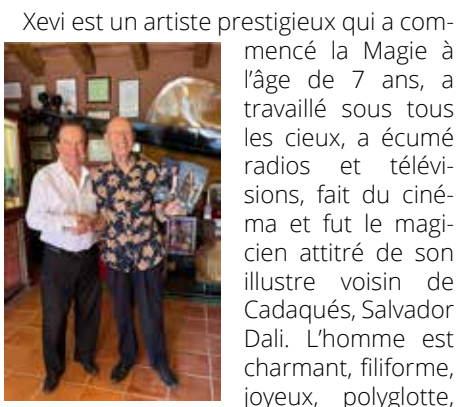 Xevi est un artiste prestigieux qui a com-
mencé la Magie à
l’âge de 7 ans, a
travaillé sous tous
les cieux, a écumé
radios et télévi-
sions, fait du ciné-
ma et fut le magi-
cien attitré de son
illustre voisin de
Cadaqués, Salvador
Dali. L’homme est
charmant, filiforme,
joyeux, polyglotte,